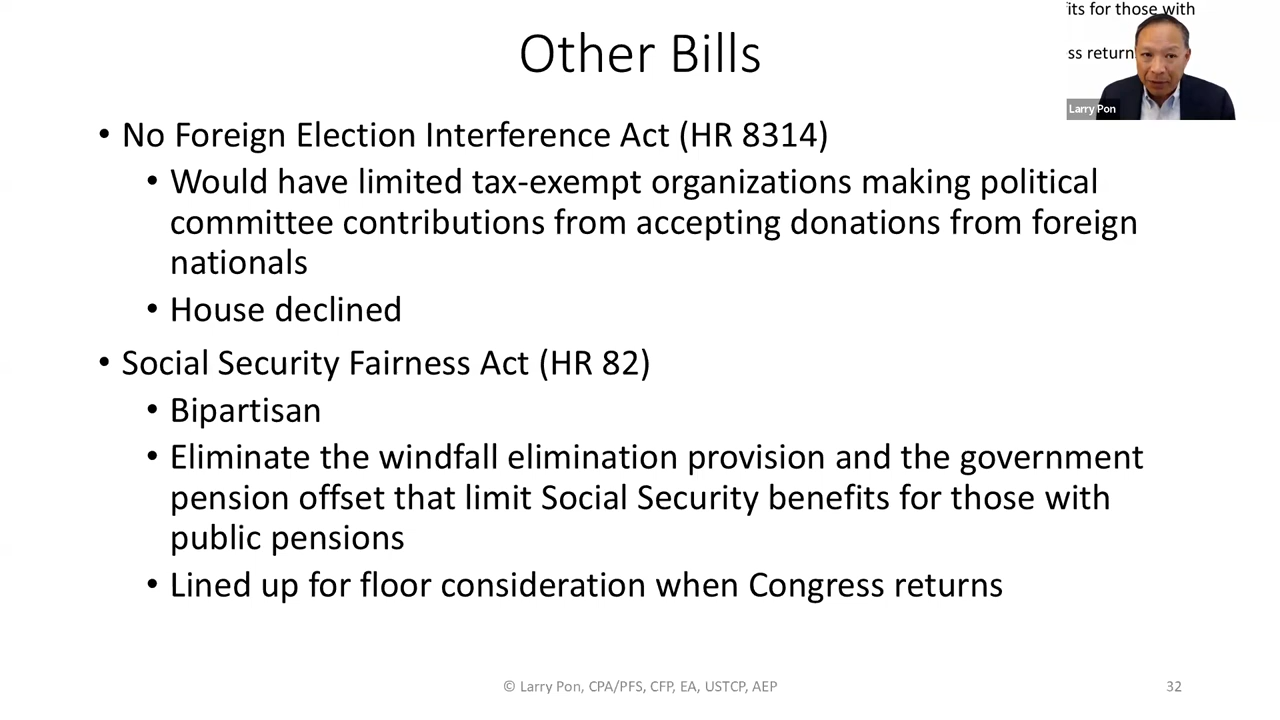 Other Bills
its for those with
ss return
Larry Pon
• No Foreign Election Interference Act (HR 8314)
• Would have limited tax-exempt organizations making political
committee contributions from accepting donations from foreign
nationals
• House declined
• Social Security Fairness Act (HR 82)
• Bipartisan
• Eliminate the windfall elimination provision and the government
pension offset that limit Social Security benefits for those with
public pensions
• Lined up for floor consideration when Congress returns
© Larry Pon, CPA/PFS, CFP, EA, USTCP, AEP
32